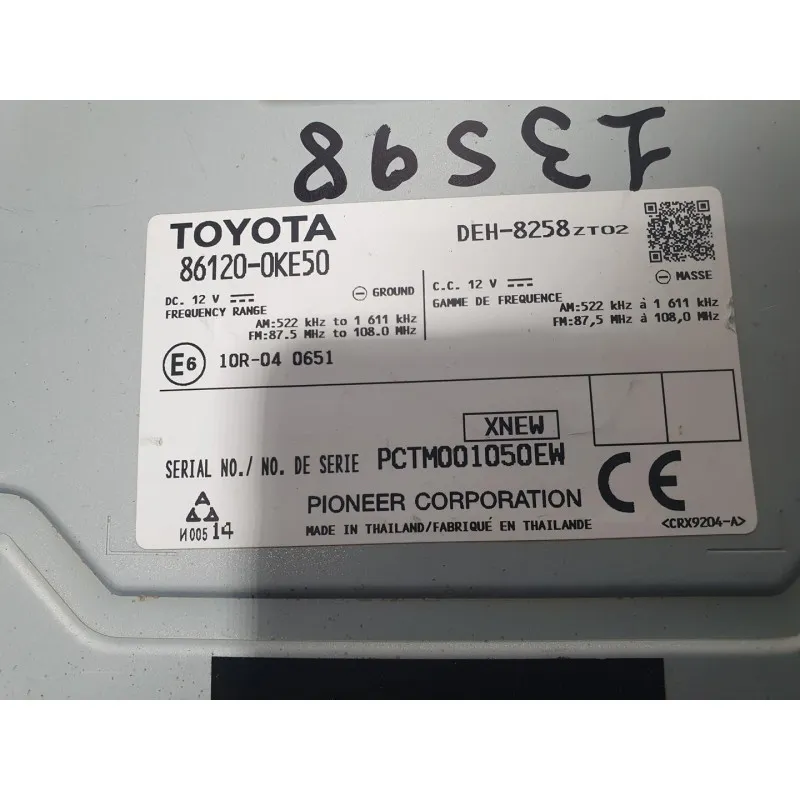 13598
TOYOTA
86120-0KE50
DEH-8258ZT02
DC. 12 V
GROUND
FREQUENCY RANGE
AM:522 kHz to 1 611 kHz
FM:87.5 MHz to 108.0 MHz
C.C. 12 V
MASSE
GAMME DE FREQUENCE
AM:522 kHz à 1 611 kHz
FM:87,5 MHz à 108,0 MHz
E6 10R-04 0651
XNEW
SERIAL NO./ NO. DE SERIE PCTM001050EW
PIONEER CORPORATION
CE
MADE IN THAILAND/FABRIQUÉ EN THAILANDE
N005 14
<CRX9204-A>